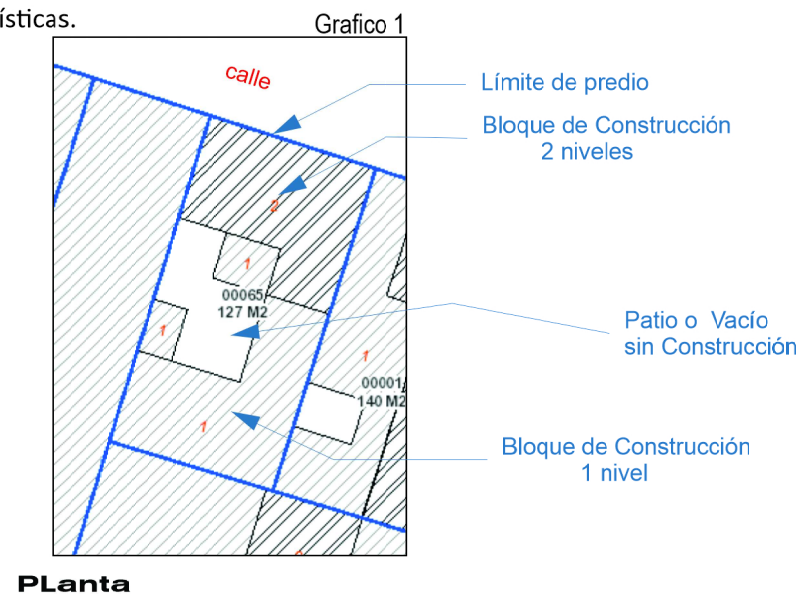 ísticas.
Grafico 1
calle
Límite de predio
Bloque de Construcción
2 niveles
2
1
00065
127 M2
1
Patio o Vacío
sin Construcción
1
00001
140 M2
1
Bloque de Construcción
1 nivel
PLanta